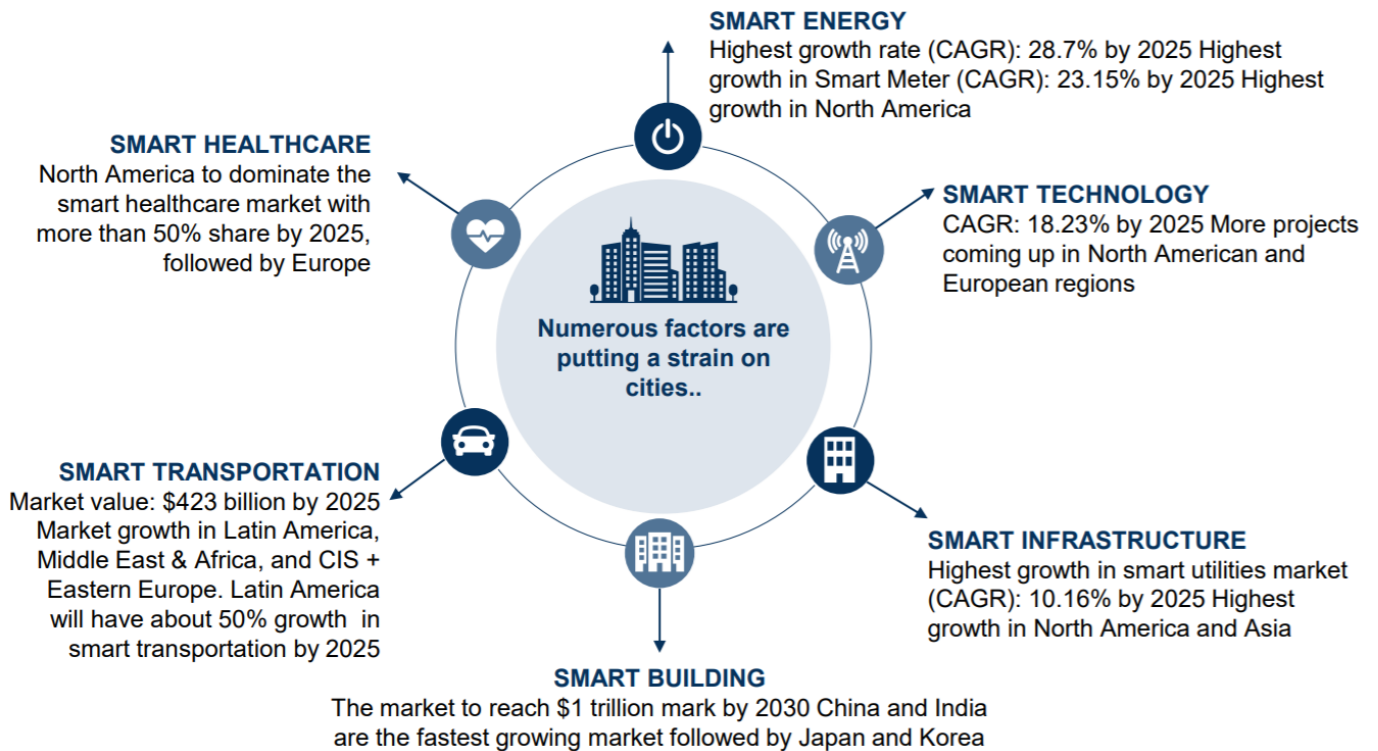 SMART ENERGY
Highest growth rate (CAGR): 28.7% by 2025 Highest
growth in Smart Meter (CAGR): 23.15% by 2025 Highest
growth in North America
SMART HEALTHCARE
North America to dominate the
smart healthcare market with
more than 50% share by 2025,
followed by Europe
SMART TECHNOLOGY
CAGR: 18.23% by 2025 More projects
coming up in North American and
European regions
Numerous factors are
putting a strain on
cities..
SMART TRANSPORTATION
Market value: $423 billion by 2025
Market growth in Latin America,
Middle East & Africa, and CIS +
Eastern Europe. Latin America
will have about 50% growth in
smart transportation by 2025
SMART INFRASTRUCTURE
Highest growth in smart utilities market
(CAGR): 10.16% by 2025 Highest
growth in North America and Asia
SMART BUILDING
The market to reach $1 trillion mark by 2030 China and India
are the fastest growing market followed by Japan and Korea